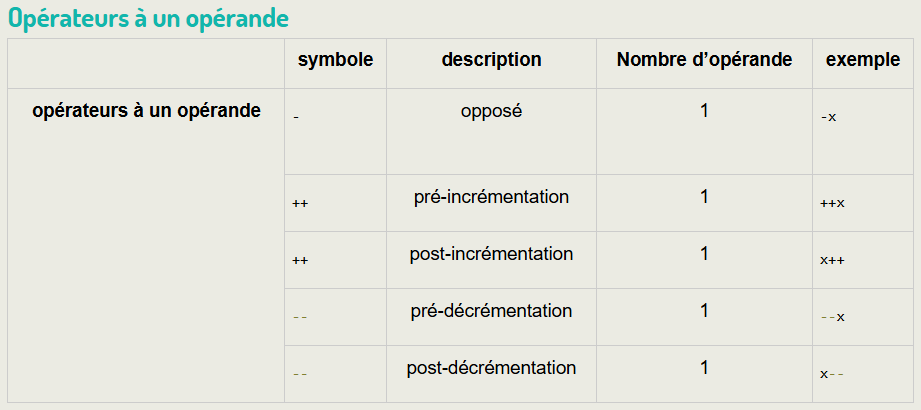 Opérateurs à un opérande
symbole description Nombre d’opérande exemple
opérateurs à un opérande - opposé 1 -x
++ pré-incrémentation 1 ++x
++ post-incrémentation 1 x++
-- pré-décrémentation 1 --x
-- post-décrémentation 1 x--